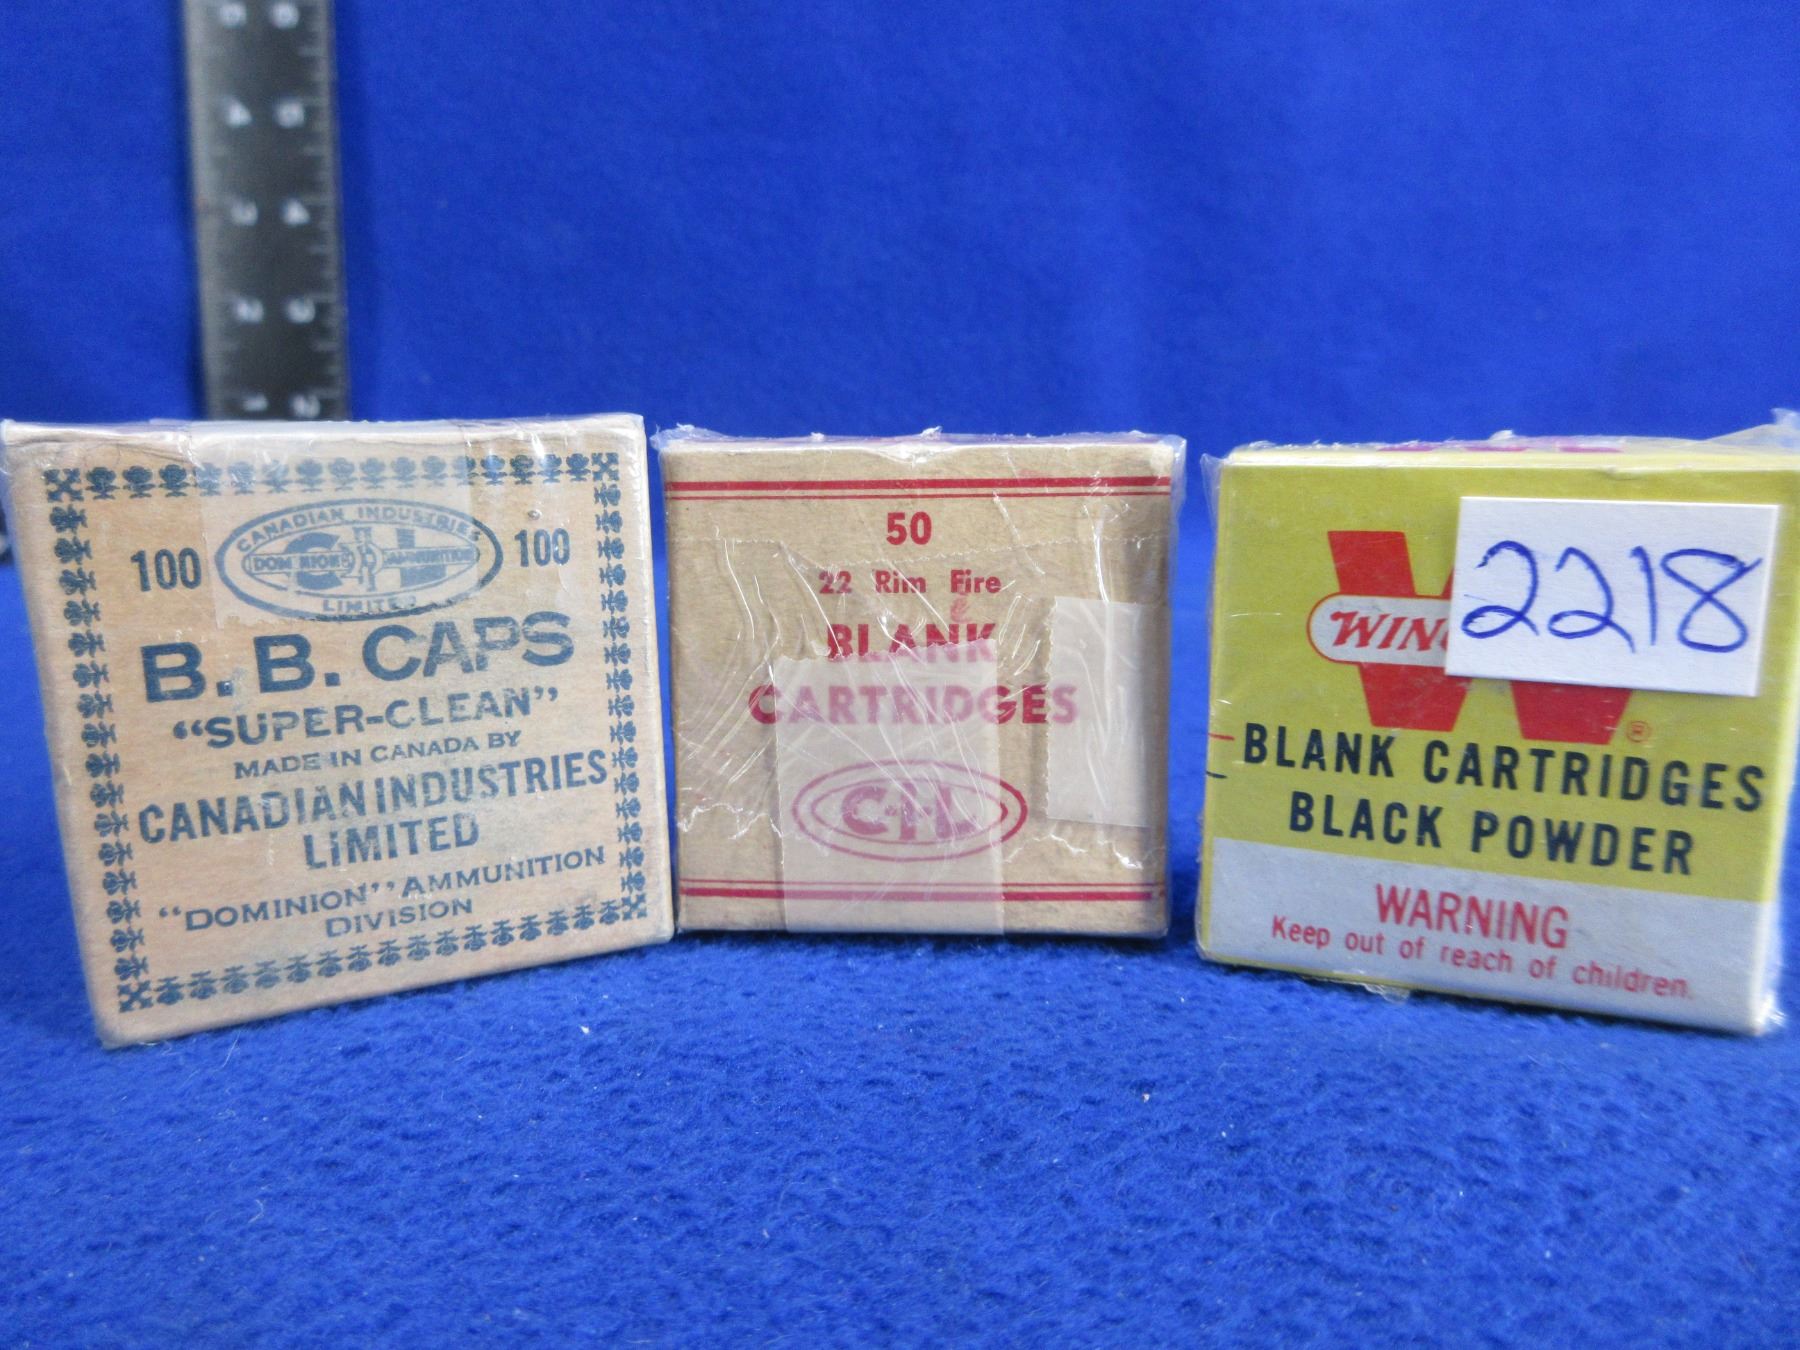 100
CANADIAN INDUSTRIES
DOMINION AMMUNITION
LIMITED
100
B. B. CAPS
"SUPER-CLEAN"
MADE IN CANADA BY
CANADIAN INDUSTRIES
LIMITED
"DOMINION" AMMUNITION
DIVISION
50
22 Rim Fire
BLANK
CARTRIDGES
C-I-L
W
WIN
2218
®
BLANK CARTRIDGES
BLACK POWDER
WARNING
Keep out of reach of children.